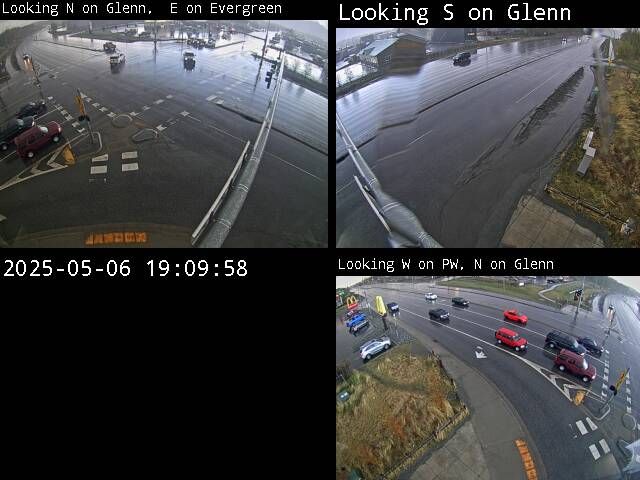 Looking N on Glenn, E on Evergreen
Looking S on Glenn
2025-05-06 19:09:58
Looking W on PW, N on Glenn